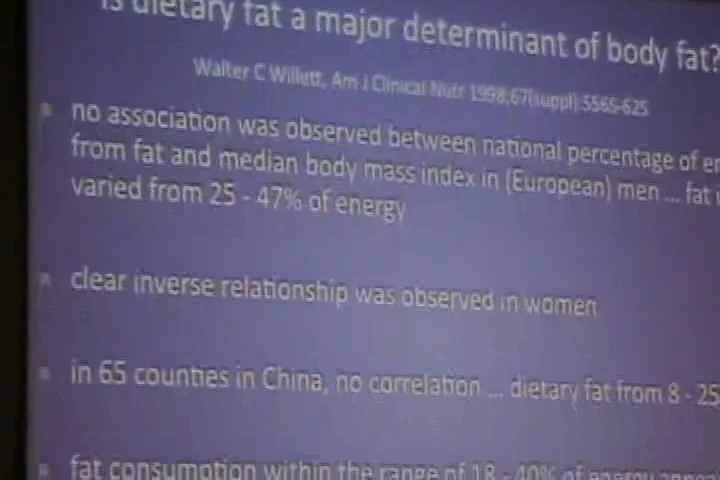 Is dietary fat a major determinant of body fat?
Walter C Willett, Am J Clinical Nutr 1998;67(suppl):556S-62S
no association was observed between national percentage of
from fat and median body mass index in (European) men ... fat
varied from 25 - 47% of energy
clear inverse relationship was observed in women
in 65 counties in China, no correlation ... dietary fat from 8 - 25
fat consumption within the range of 18 - 40% of energy